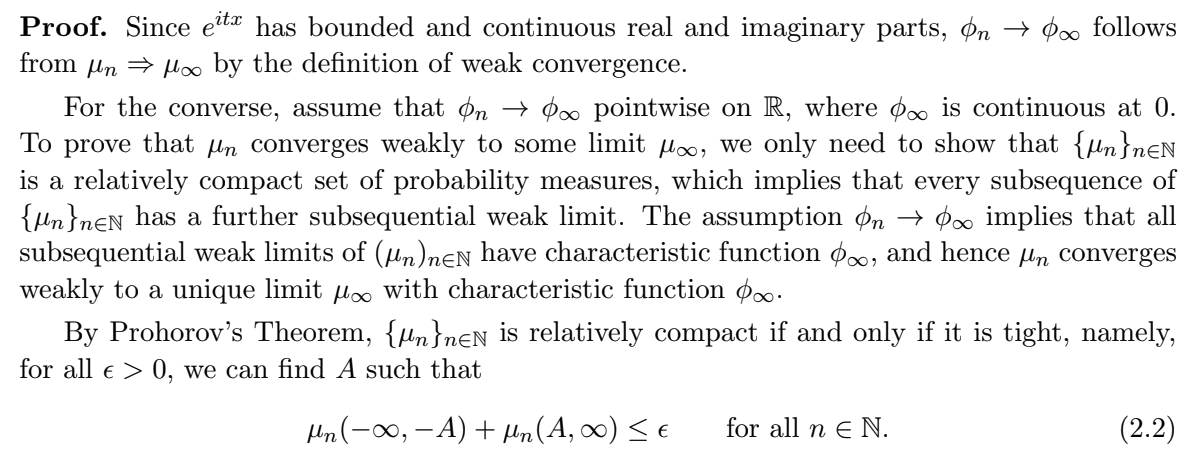 Proof. Since $e^{itx}$ has bounded and continuous real and imaginary parts, $\phi_n \to \phi_\infty$ follows
from $\mu_n \Rightarrow \mu_\infty$ by the definition of weak convergence.
For the converse, assume that $\phi_n \to \phi_\infty$ pointwise on $\mathbb{R}$, where $\phi_\infty$ is continuous at 0.
To prove that $\mu_n$ converges weakly to some limit $\mu_\infty$, we only need to show that $\{\mu_n\}_{n\in\mathbb{N}}$
is a relatively compact set of probability measures, which implies that every subsequence of
$\{\mu_n\}_{n\in\mathbb{N}}$ has a further subsequential weak limit. The assumption $\phi_n \to \phi_\infty$ implies that all
subsequential weak limits of $(\mu_n)_{n\in\mathbb{N}}$ have characteristic function $\phi_\infty$, and hence $\mu_n$ converges
weakly to a unique limit $\mu_\infty$ with characteristic function $\phi_\infty$.
By Prohorov's Theorem, $\{\mu_n\}_{n\in\mathbb{N}}$ is relatively compact if and only if it is tight, namely,
for all $\epsilon > 0$, we can find $A$ such that
$\mu_n(-\infty, -A) + \mu_n(A, \infty) \leq \epsilon$ for all $n \in \mathbb{N}$. (2.2)